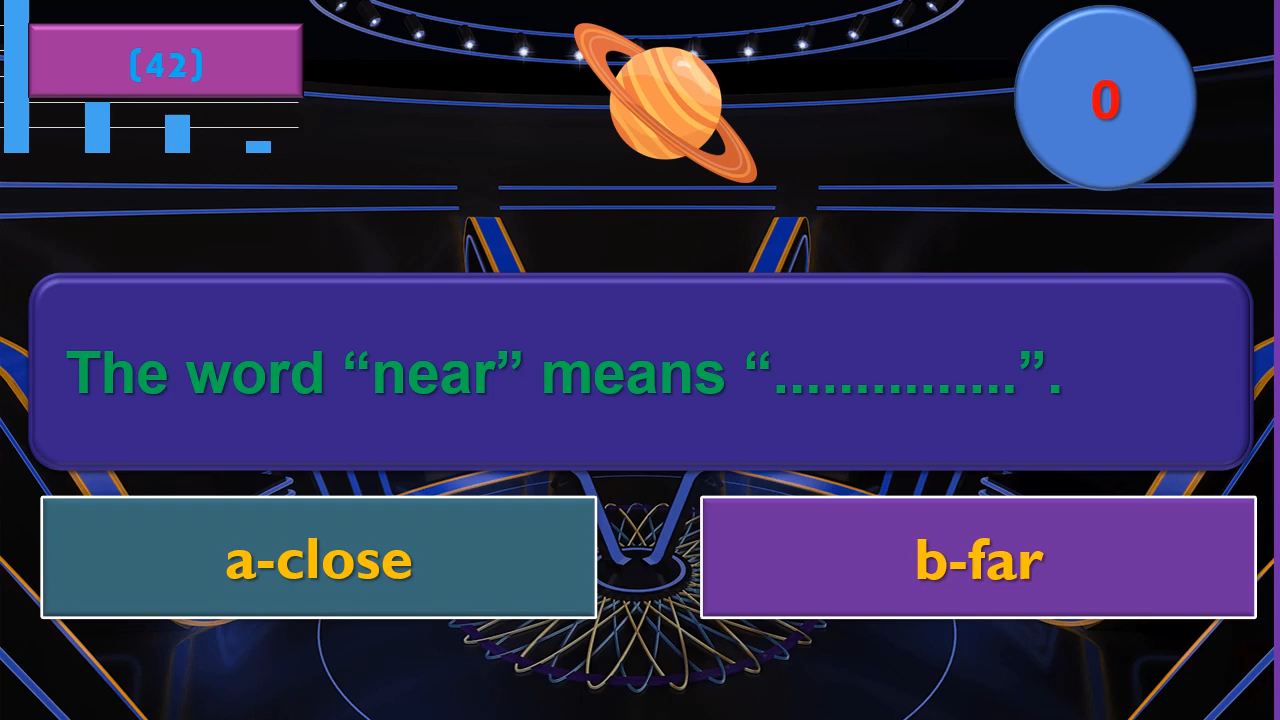 (42)
0
The word “near” means “...............”.
a-close
b-far